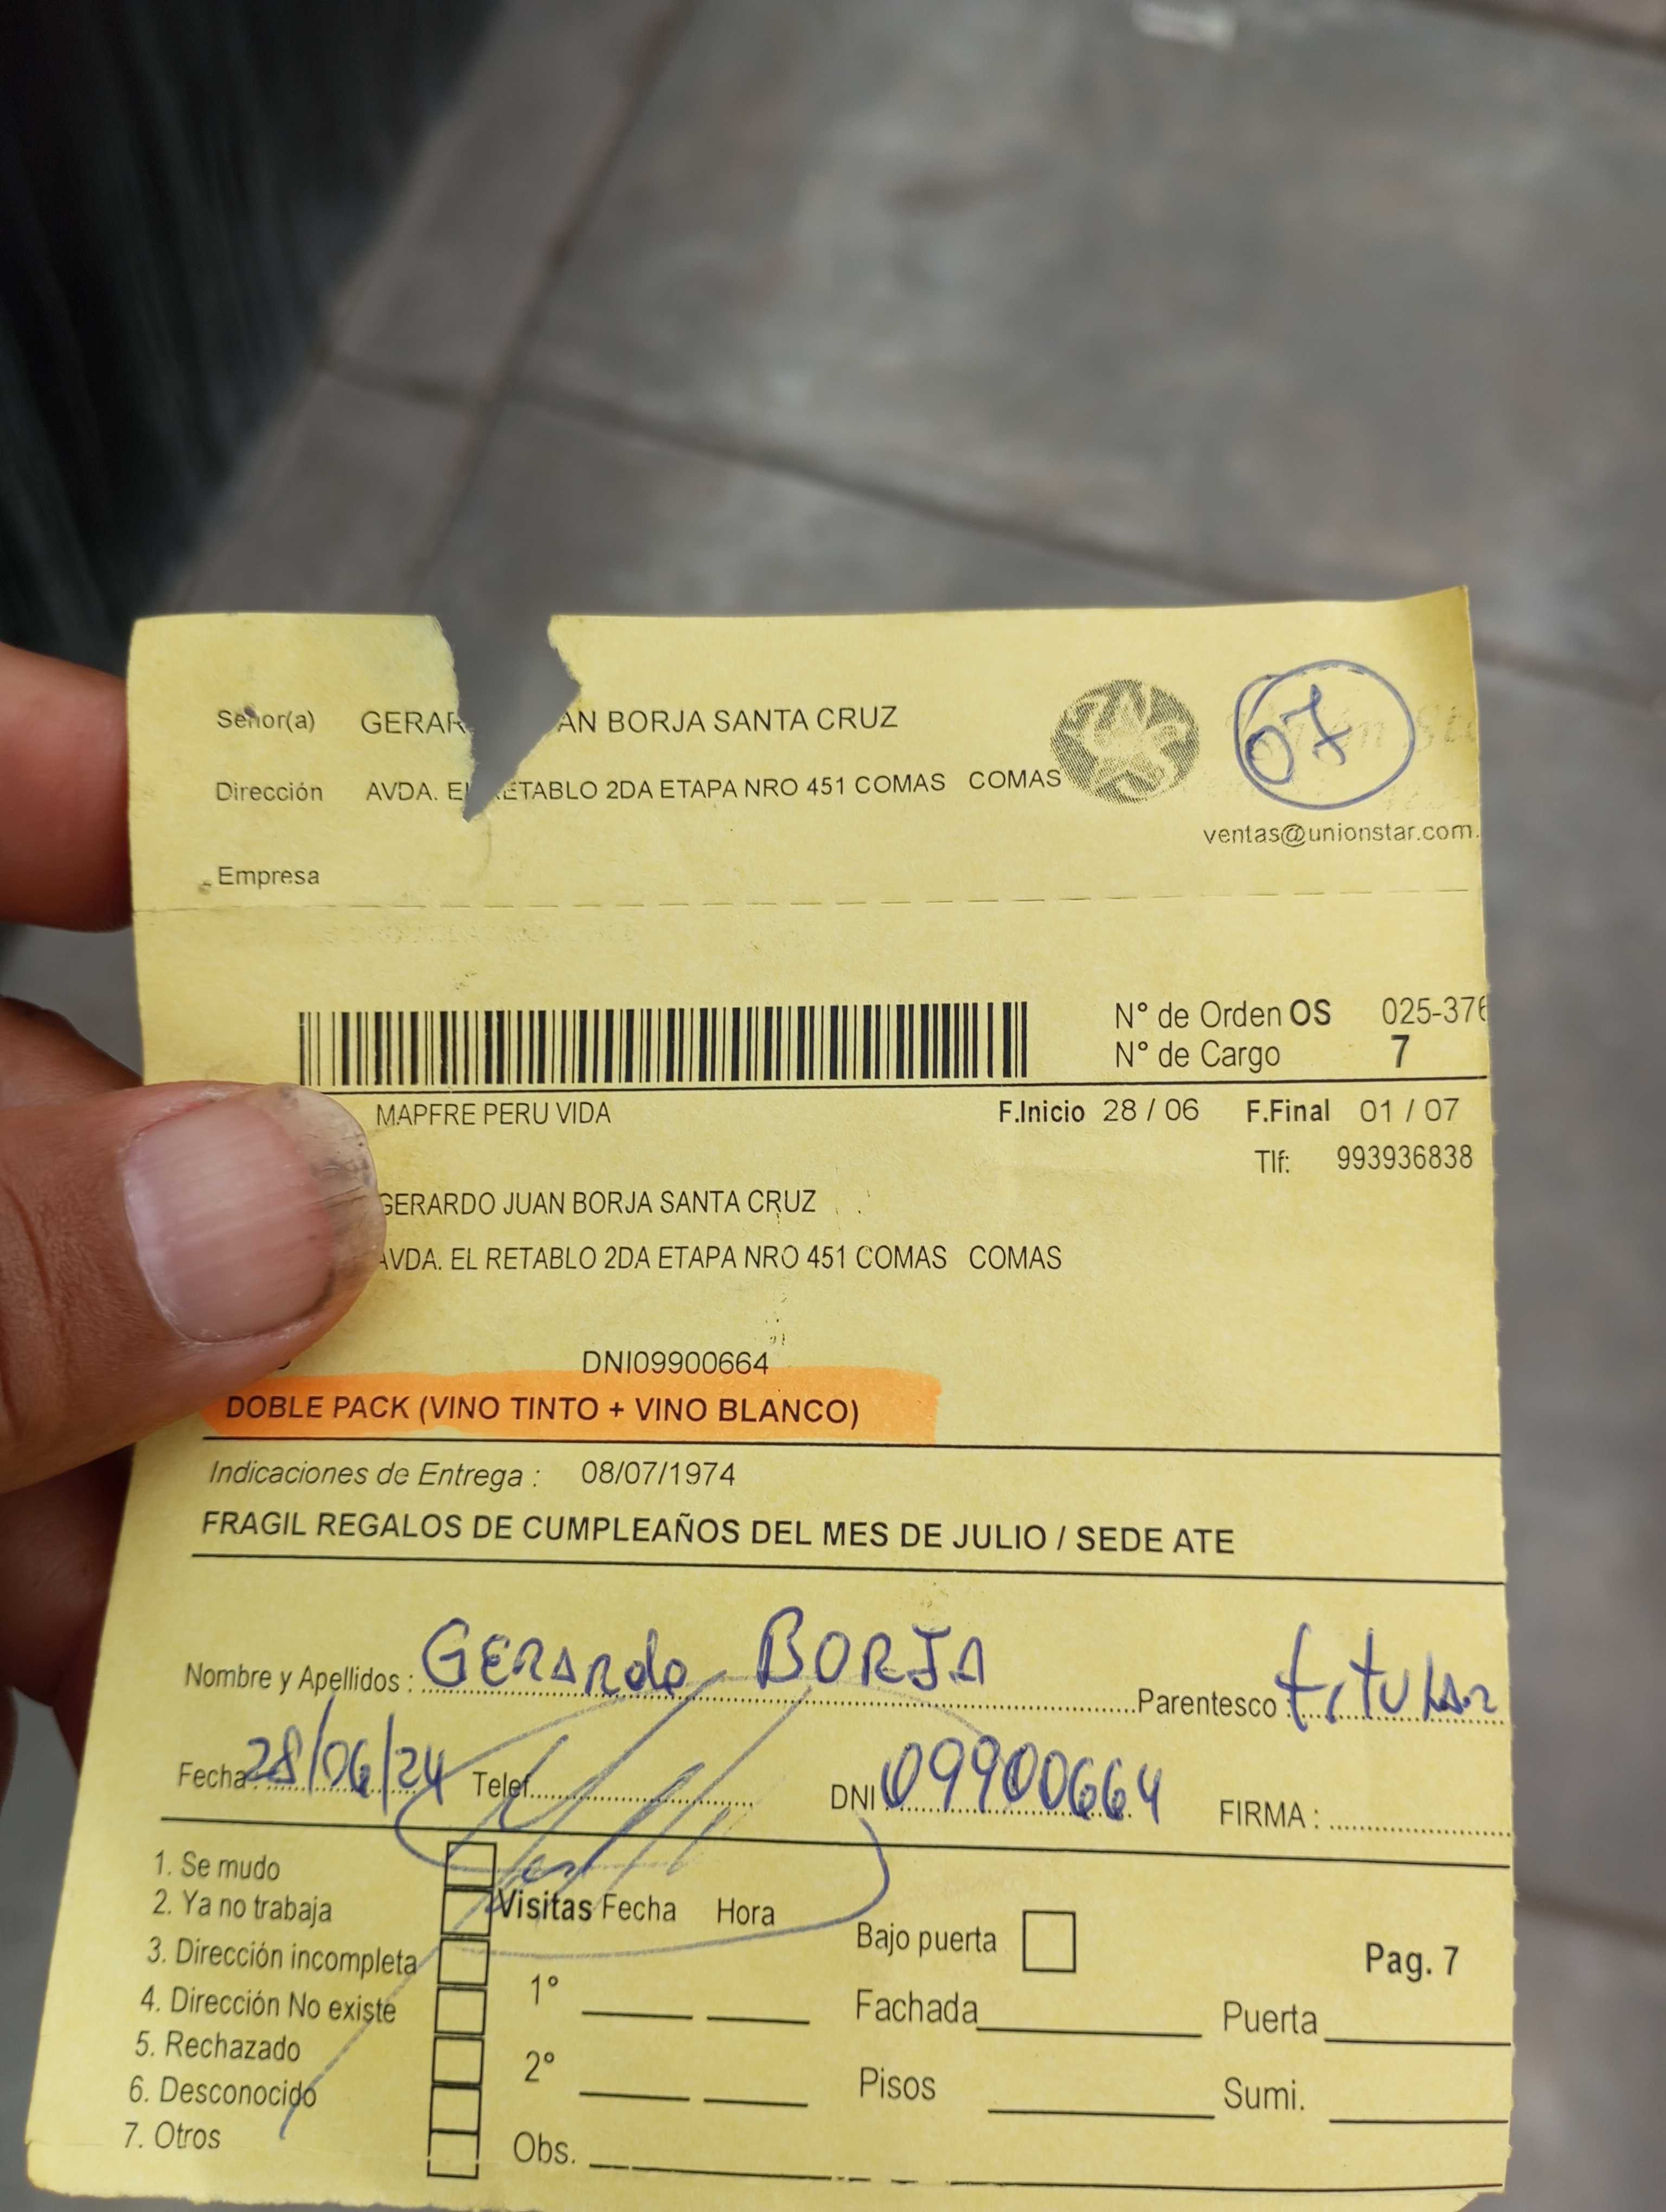 Señor(a) GERAR AN BORJA SANTA CRUZ
07
Dirección AVDA. EL RETABLO 2DA ETAPA NRO 451 COMAS COMAS
ventas@unionstar.com.
Empresa
N° de Orden OS 025-376
N° de Cargo 7
MAPFRE PERU VIDA F.Inicio 28 / 06 F.Final 01 / 07
Tlf: 993936838
GERARDO JUAN BORJA SANTA CRUZ
AVDA. EL RETABLO 2DA ETAPA NRO 451 COMAS COMAS
DNI09900664
DOBLE PACK (VINO TINTO + VINO BLANCO)
Indicaciones de Entrega : 08/07/1974
FRAGIL REGALOS DE CUMPLEAÑOS DEL MES DE JULIO / SEDE ATE
Nombre y Apellidos : GERARDO BORJA Parentesco : titular
Fecha 28/06/24 Telef. DNI 09900664 FIRMA :
1. Se mudo
2. Ya no trabaja Visitas Fecha Hora
Bajo puerta Pag. 7
3. Dirección incompleta
4. Dirección No existe 1° Fachada Puerta
5. Rechazado
6. Desconocido 2° Pisos Sumi.
7. Otros Obs.